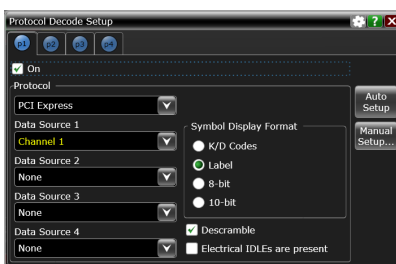 Protocol Decode Setup
?
X
p1 p2 p3 p4
On
Protocol
PCI Express
Data Source 1
Channel 1
Data Source 2
None
Data Source 3
None
Data Source 4
None
Symbol Display Format
K/D Codes
Label
8-bit
10-bit
Descramble
Electrical IDLEs are present
Auto
Setup
Manual
Setup...